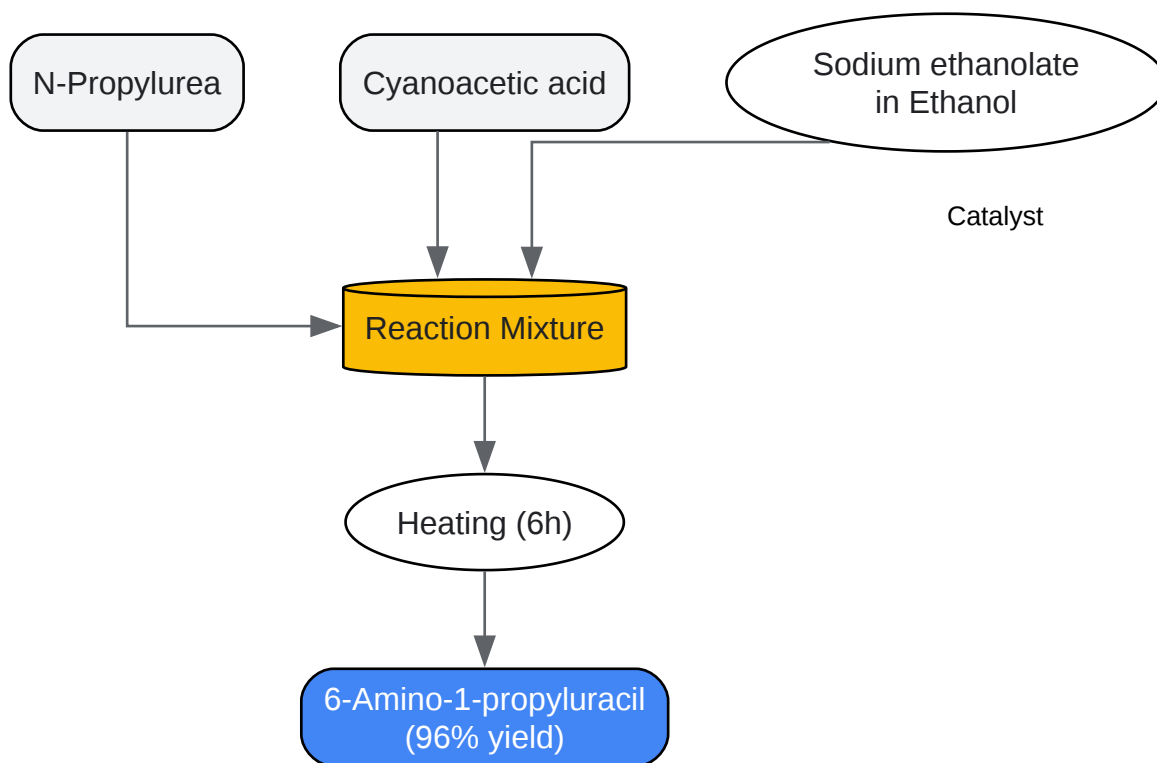 N-Propylurea
Cyanoacetic acid
Sodium ethanolate
in Ethanol
Catalyst
Reaction Mixture
Heating (6h)
6-Amino-1-propyluracil
(96% yield)